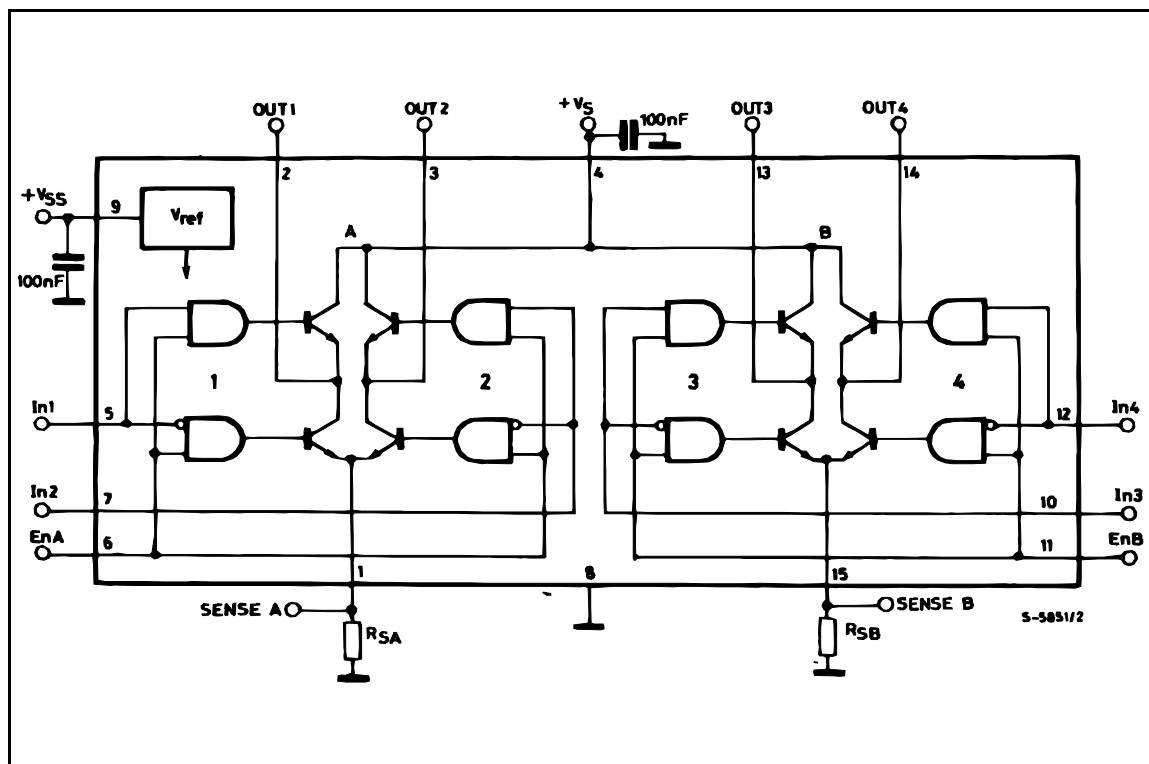 OUT1
OUT2
+VS
100nF
OUT3
OUT4
2
3
4
13
14
+VSS
9
Vref
A
B
100nF
1
2
3
4
In1
5
12
In4
In2
7
10
In3
EnA
6
11
EnB
1
8
15
SENSE A
SENSE B
S-5851/2
RSA
RSB